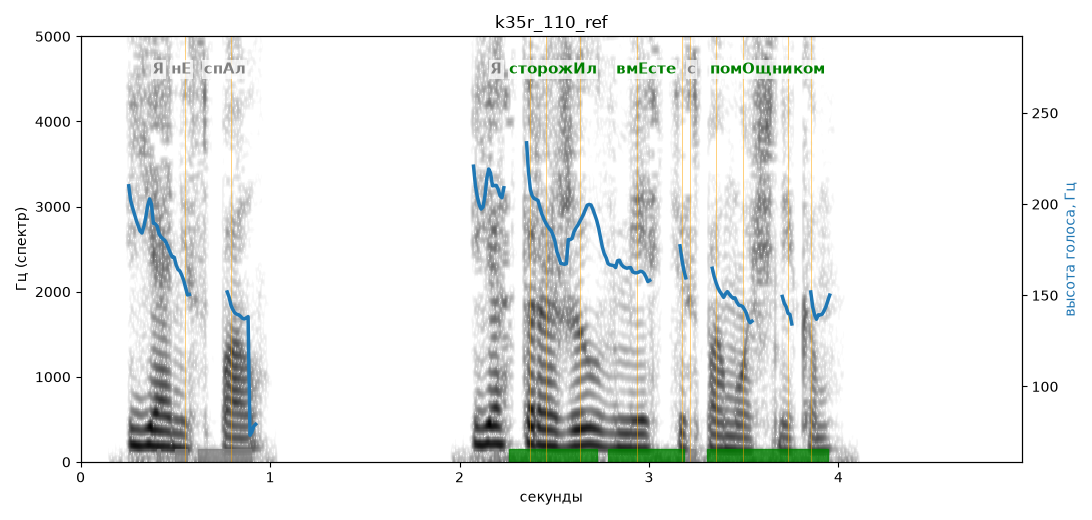 k35r_110_ref
5000
4000
3000
2000
1000
0
Гц (спектр)
Я нЕ спАл
Я сторожИл вмЕсте с помОщником
250
200
150
100
высота голоса, Гц
0 1 2 3 4
секунды